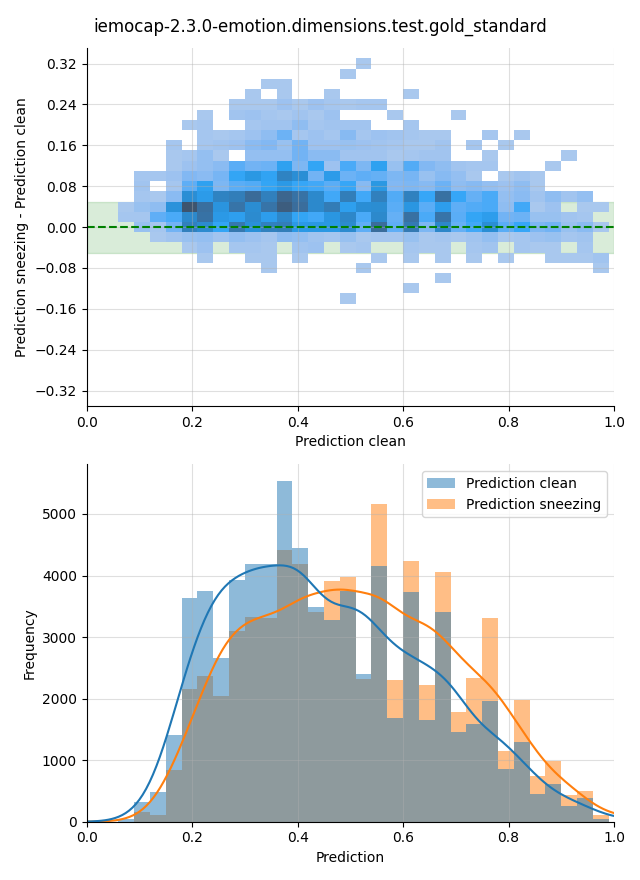 iemocap-2.3.0-emotion.dimensions.test.gold_standard
Prediction sneezing - Prediction clean
0.32
0.24
0.16
0.08
0.00
−0.08
−0.16
−0.24
−0.32
0.0 0.2 0.4 0.6 0.8 1.0
Prediction clean
Prediction clean
Prediction sneezing
Frequency
5000
4000
3000
2000
1000
0
0.0 0.2 0.4 0.6 0.8 1.0
Prediction